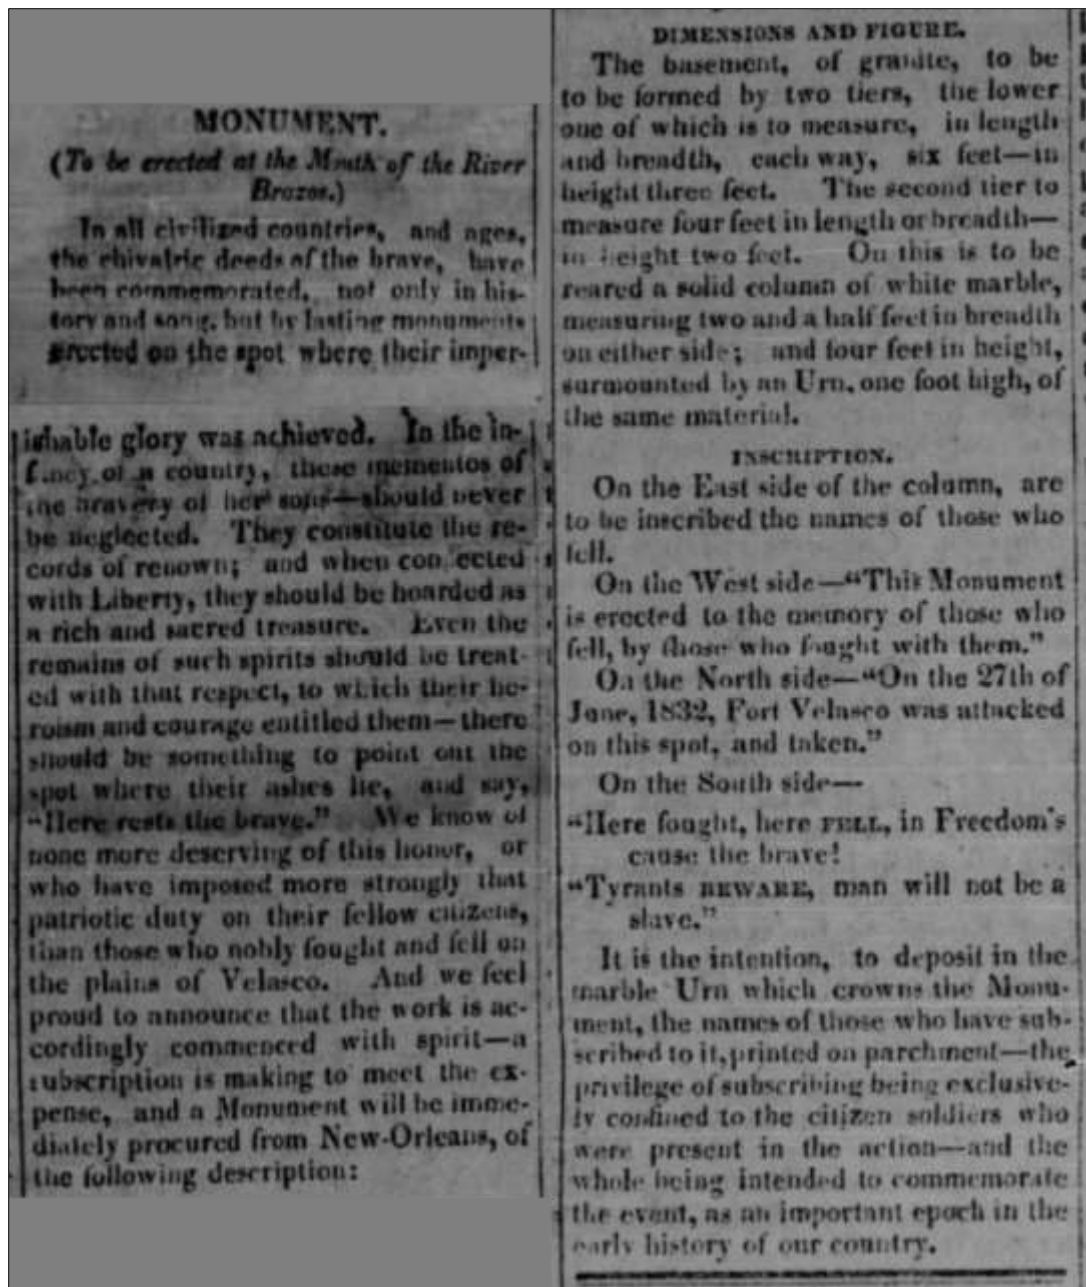 MONUMENT.
(To be erected at the Mouth of the River
Brozos.)
In all civilized countries, and ages,
the chivalric deeds of the brave, have
been commemorated, not only in his-
tory and song, but by lasting monuments
erected on the spot where their imper-
ishable glory was achieved. In the in-
fancy of a country, these mementos of
the bravery of her sons—should never
be neglected. They constitute the re-
cords of renown; and when con ected
with Liberty, they should be hoarded as
a rich and sacred treasure. Even the
remains of such spirits should be treat-
ed with that respect, to which their he-
roism and courage entitled them—there
should be something to point out the
spot where their ashes lie, and say,
"Here rests the brave." We know of
none more deserving of this honor, or
who have imposed more strongly that
patriotic duty on their fellow citizens,
than those who nobly fought and fell on
the plains of Velasco. And we feel
proud to announce that the work is ac-
cordingly commenced with spirit—a
subscription is making to meet the ex-
pense, and a Monument will be imme-
diately procured from New-Orleans, of
the following description:
DIMENSIONS AND FIGURE.
The basement, of granite, to be
to be formed by two tiers, the lower
one of which is to measure, in length
and breadth, each way, six feet—in
height three feet. The second tier to
measure four feet in length or breadth—
in height two feet. On this is to be
reared a solid column of white marble,
measuring two and a half feet in breadth
on either side; and four feet in height,
surmounted by an Urn, one foot high, of
the same material.
INSCRIPTION.
On the East side of the column, are
to be inscribed the names of those who
fell.
On the West side—"This Monument
is erected to the memory of those who
fell, by those who fought with them."
On the North side—"On the 27th of
June, 1832, Fort Velasco was attacked
on this spot, and taken."
On the South side—
"Here fought, here FELL, in Freedom's
cause the brave!
"Tyrants BEWARE, man will not be a
slave."
It is the intention, to deposit in the
marble Urn which crowns the Monu-
ment, the names of those who have sub-
scribed to it, printed on parchment—the
privilege of subscribing being exclusive-
ly confined to the citizen soldiers who
were present in the action—and the
whole being intended to commemorate
the event, as an important epoch in the
early history of our country.